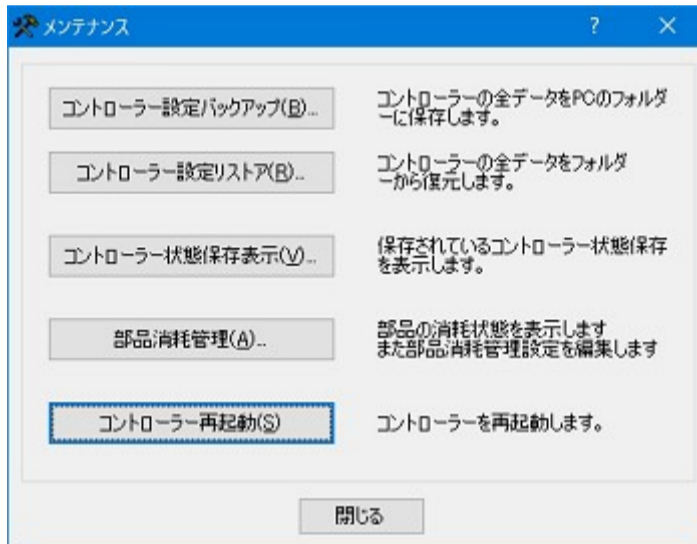 メンテナンス
?
コントローラー設定バックアップ(B)...
コントローラーの全データをPCのフォルダ
ーに保存します。
コントローラー設定リストア(R)...
コントローラーの全データをフォルダ
ーから復元します。
コントローラー状態保存表示(V)...
保存されているコントローラー状態保存
を表示します。
部品消耗管理(A)...
部品の消耗状態を表示します
また部品消耗管理設定を編集します
コントローラー再起動(S)
コントローラーを再起動します。
閉じる